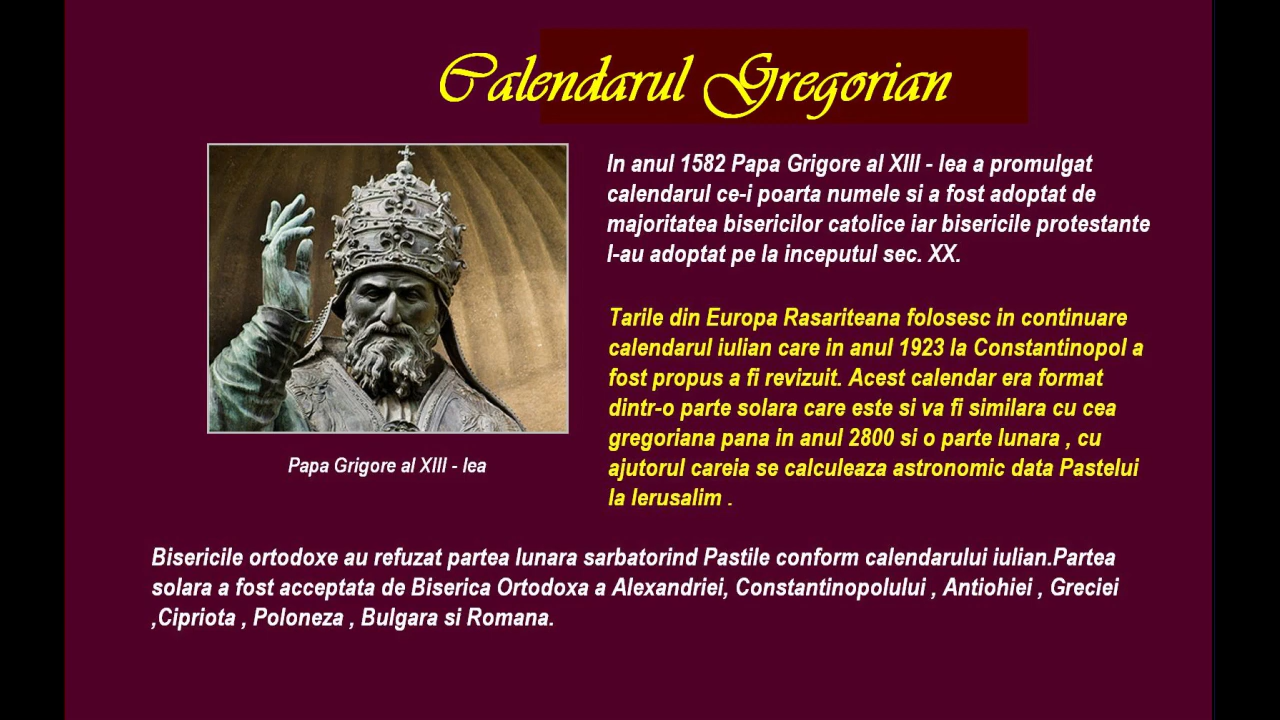 Calendarul Gregorian
In anul 1582 Papa Grigore al XIII - lea a promulgat
calendarul ce-i poarta numele si a fost adoptat de
majoritatea bisericilor catolice iar bisericile protestante
l-au adoptat pe la inceputul sec. XX.
Tarile din Europa Rasariteana folosesc in continuare
calendarul iulian care in anul 1923 la Constantinopol a
fost propus a fi revizuit. Acest calendar era format
dintr-o parte solara care este si va fi similara cu cea
gregoriana pana in anul 2800 si o parte lunara , cu
ajutorul careia se calculeaza astronomic data Pastelui
la Ierusalim .
Papa Grigore al XIII - lea
Bisericile ortodoxe au refuzat partea lunara sarbatorind Pastile conform calendarului iulian.Partea
solara a fost acceptata de Biserica Ortodoxa a Alexandriei, Constantinopolului , Antiohiei , Greciei
,Cipriota , Poloneza , Bulgara si Romana.